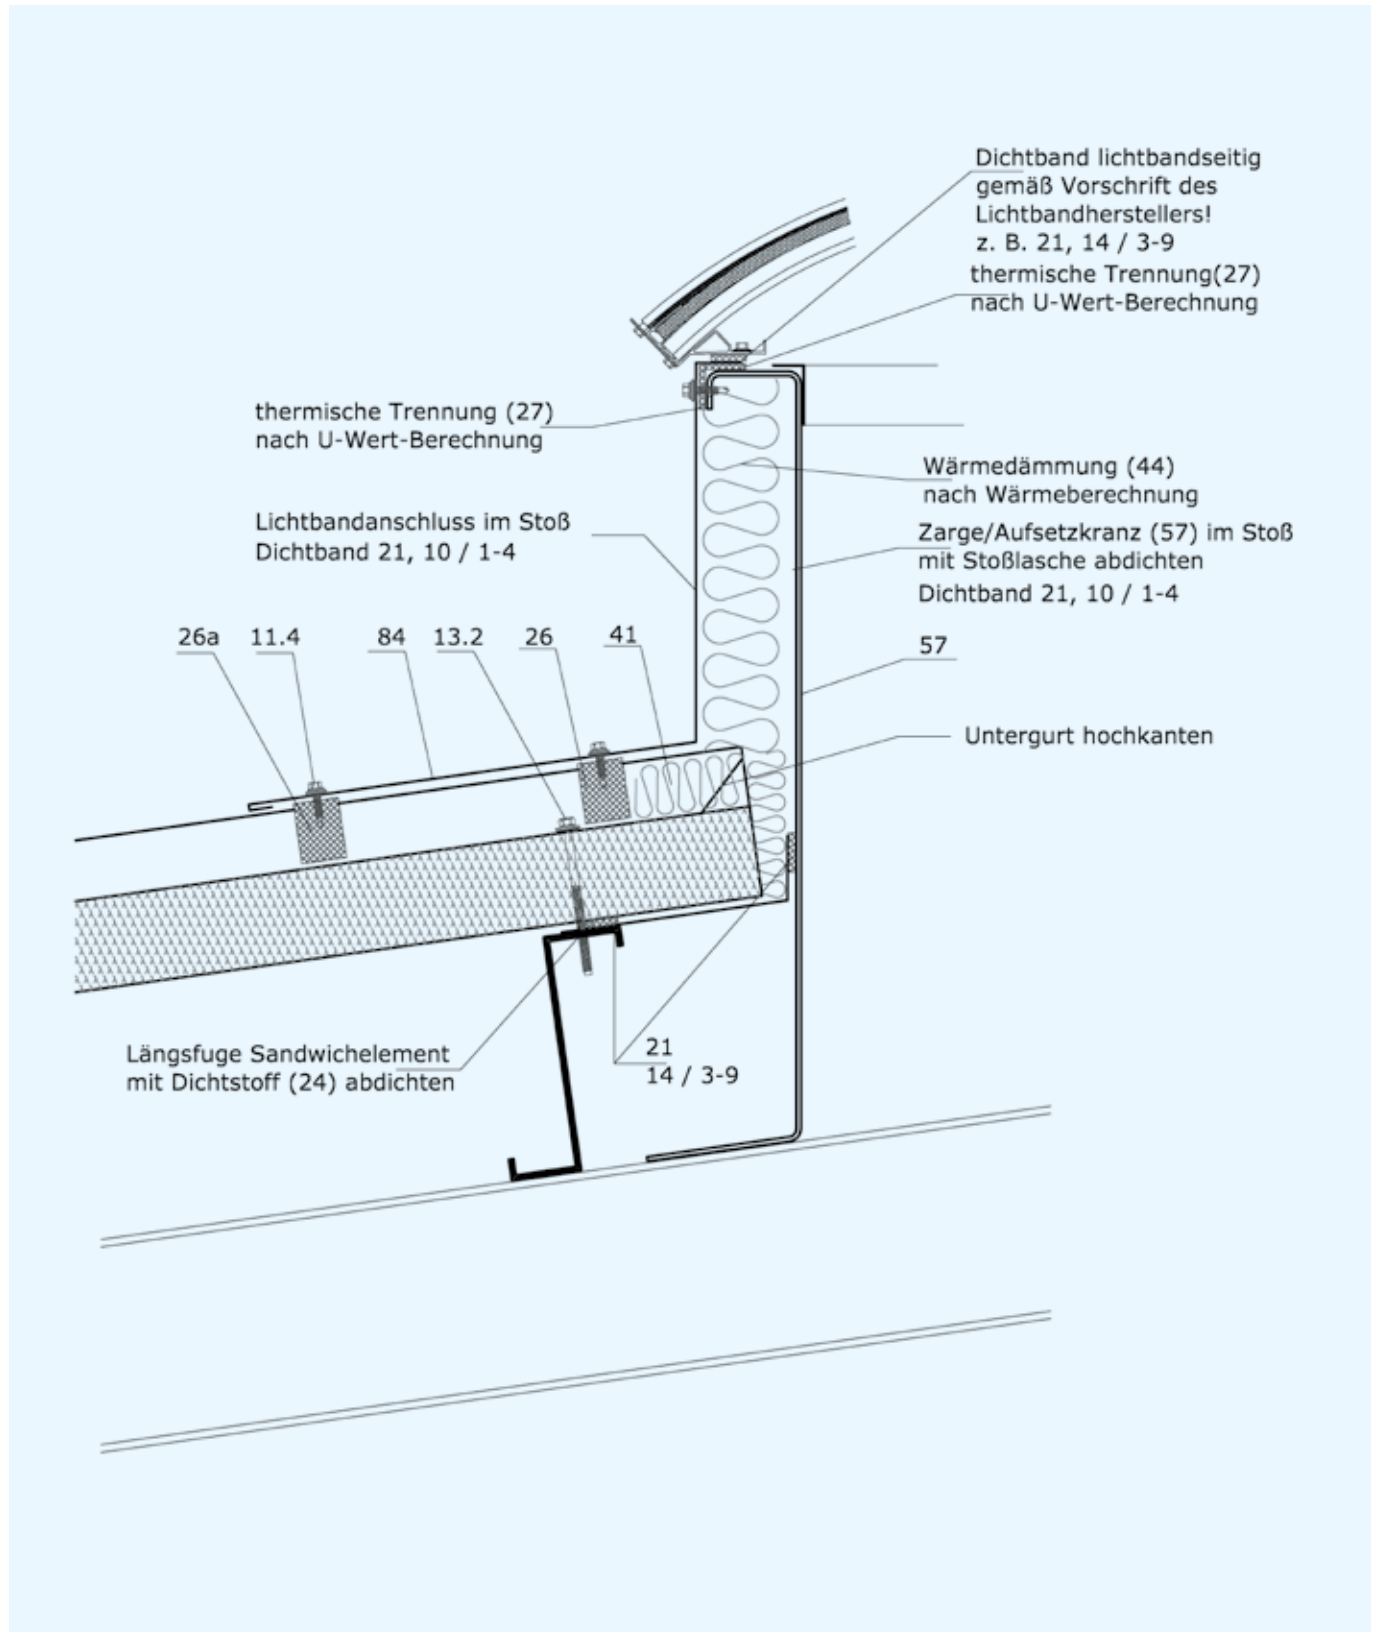 Dichtband lichtbandseitig
gemäß Vorschrift des
Lichtbandherstellers!
z. B. 21, 14 / 3-9
thermische Trennung(27)
nach U-Wert-Berechnung
thermische Trennung (27)
nach U-Wert-Berechnung
Wärmedämmung (44)
nach Wärmeberechnung
Lichtbandanschluss im Stoß
Dichtband 21, 10 / 1-4
Zarge/Aufsetzkranz (57) im Stoß
mit Stoßlasche abdichten
Dichtband 21, 10 / 1-4
26a 11.4 84 13.2 26 41
57
Untergurt hochkanten
Längsfuge Sandwichelement
mit Dichtstoff (24) abdichten
21
14 / 3-9